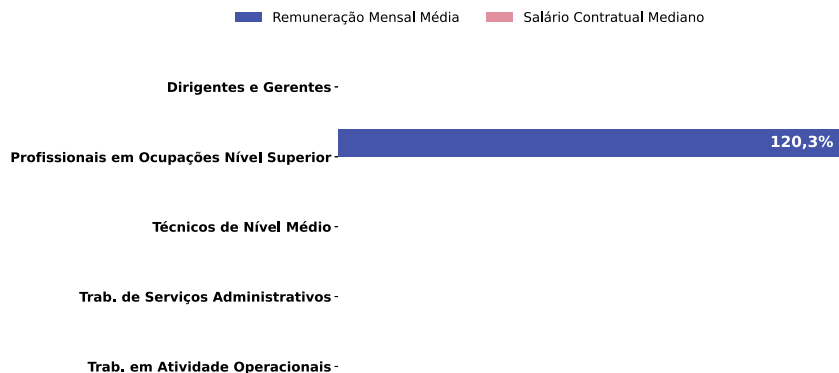 Remuneração Mensal Média Salário Contratual Mediano
Dirigentes e Gerentes
120,3%
Profissionais em Ocupações Nível Superior
Técnicos de Nível Médio
Trab. de Serviços Administrativos
Trab. em Atividade Operacionais